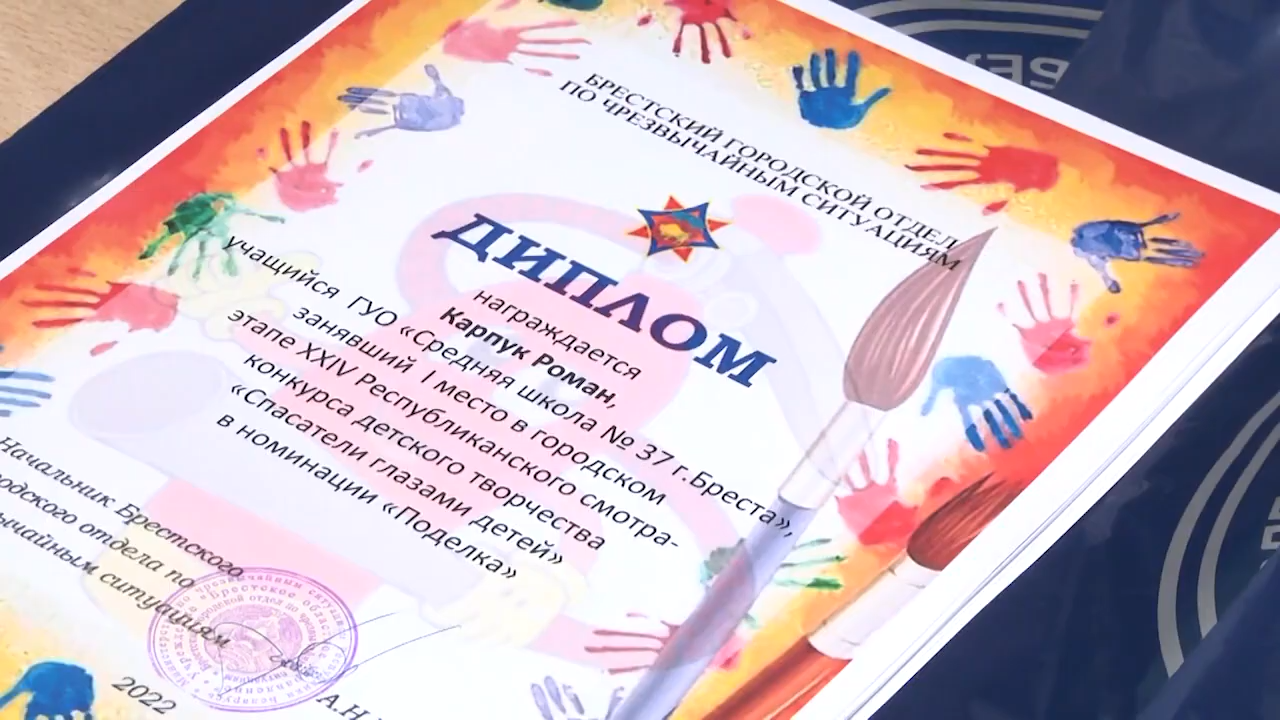 БРЕСТСКИЙ ГОРОДСКОЙ ОТДЕЛ
ПО ЧРЕЗВЫЧАЙНЫМ СИТУАЦИЯМ
ДИПЛОМ
награждается
Карпук Роман,
учащийся ГУО «Средняя школа № 37 г.Бреста»,
занявший I место в городском
этапе XXIV Республиканского смотра-
конкурса детского творчества
«Спасатели глазами детей»
в номинации «Поделка»
Начальник Брестского
отдела по
ситуациям
А.Н.
2022